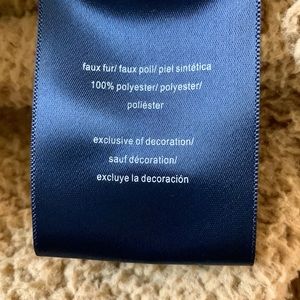 faux fur/ faux poil/ piel sintética
100% polyester/ polyester/
poliéster
exclusive of decoration/
sauf décoration/
excluye la decoración